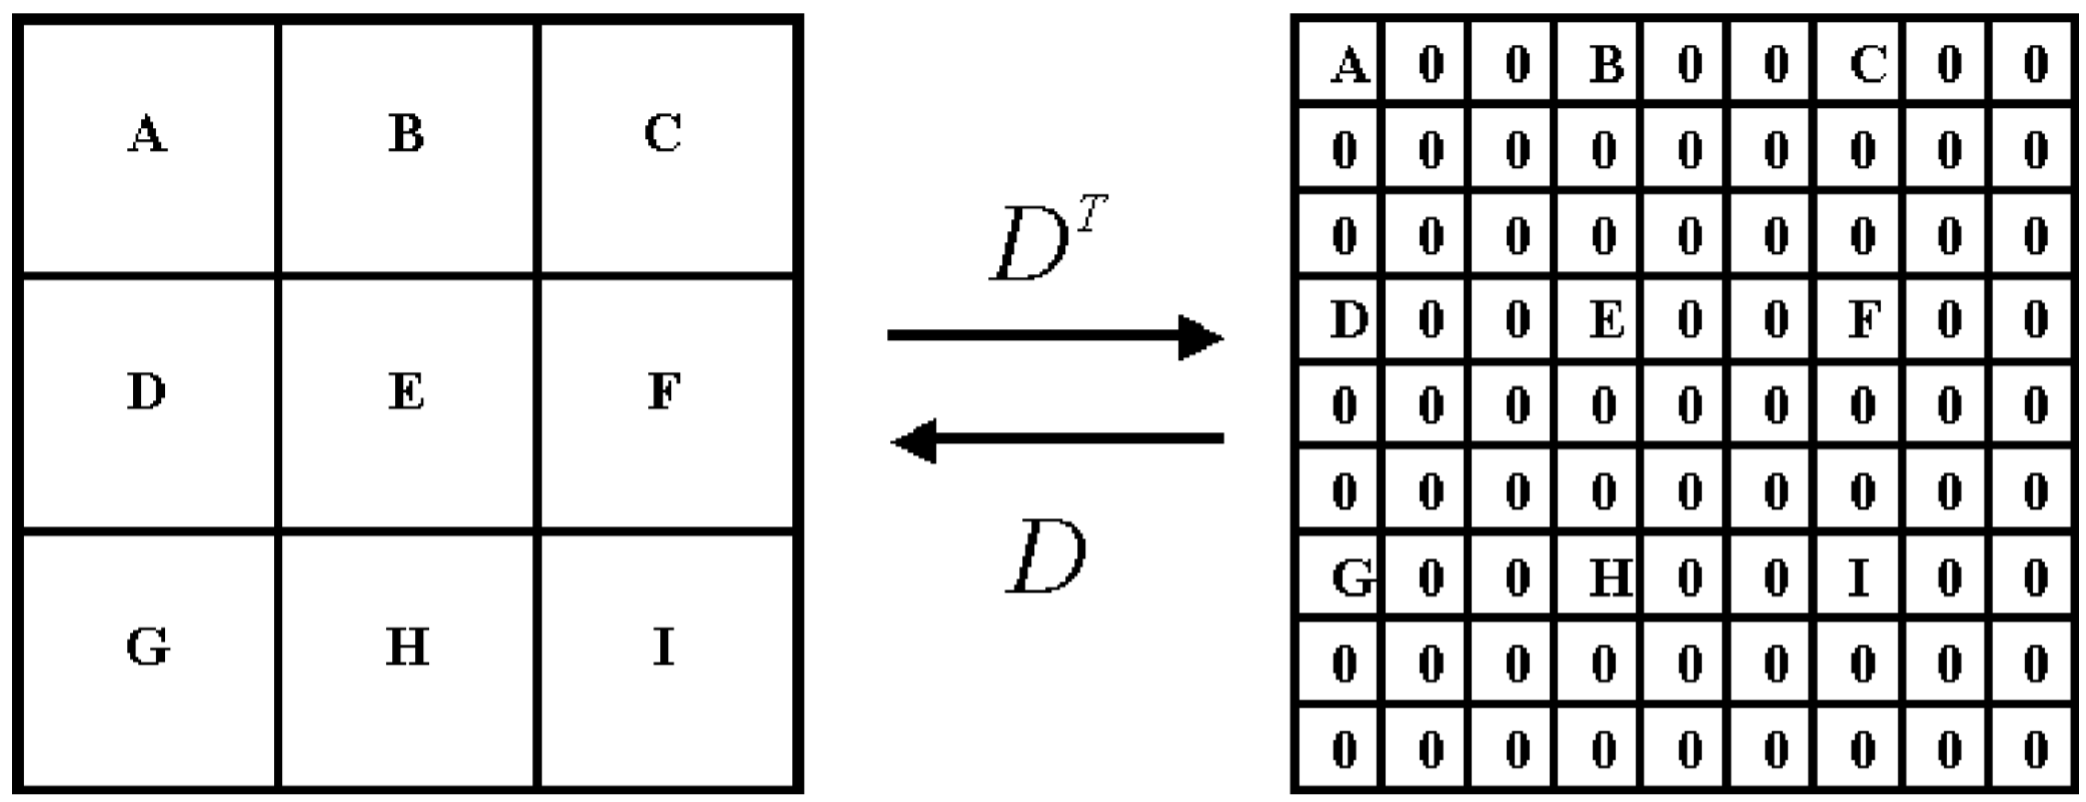 A B C
D E F
G H I
D^T
D
A 0 0 B 0 0 C 0 0
0 0 0 0 0 0 0 0 0
0 0 0 0 0 0 0 0 0
D 0 0 E 0 0 F 0 0
0 0 0 0 0 0 0 0 0
0 0 0 0 0 0 0 0 0
G 0 0 H 0 0 I 0 0
0 0 0 0 0 0 0 0 0
0 0 0 0 0 0 0 0 0